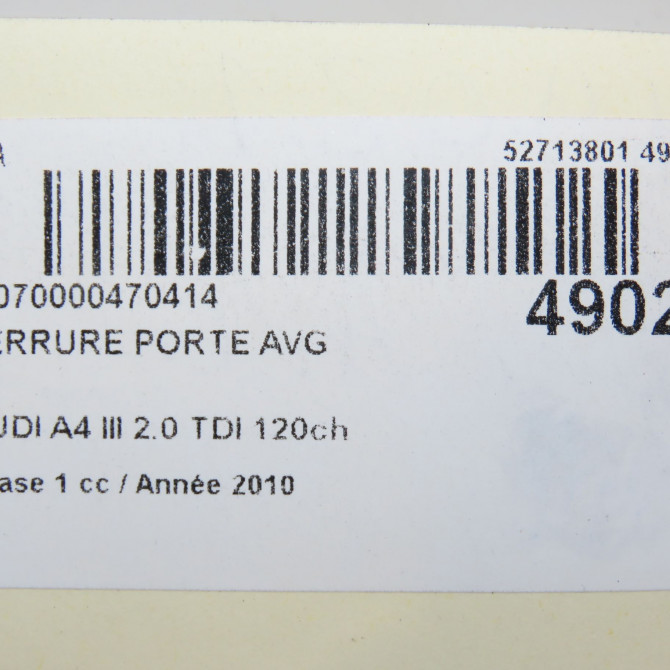 A 52713801 49
070000470414 4902
ERRURE PORTE AVG
UDI A4 III 2.0 TDI 120ch
ase 1 cc / Année 2010